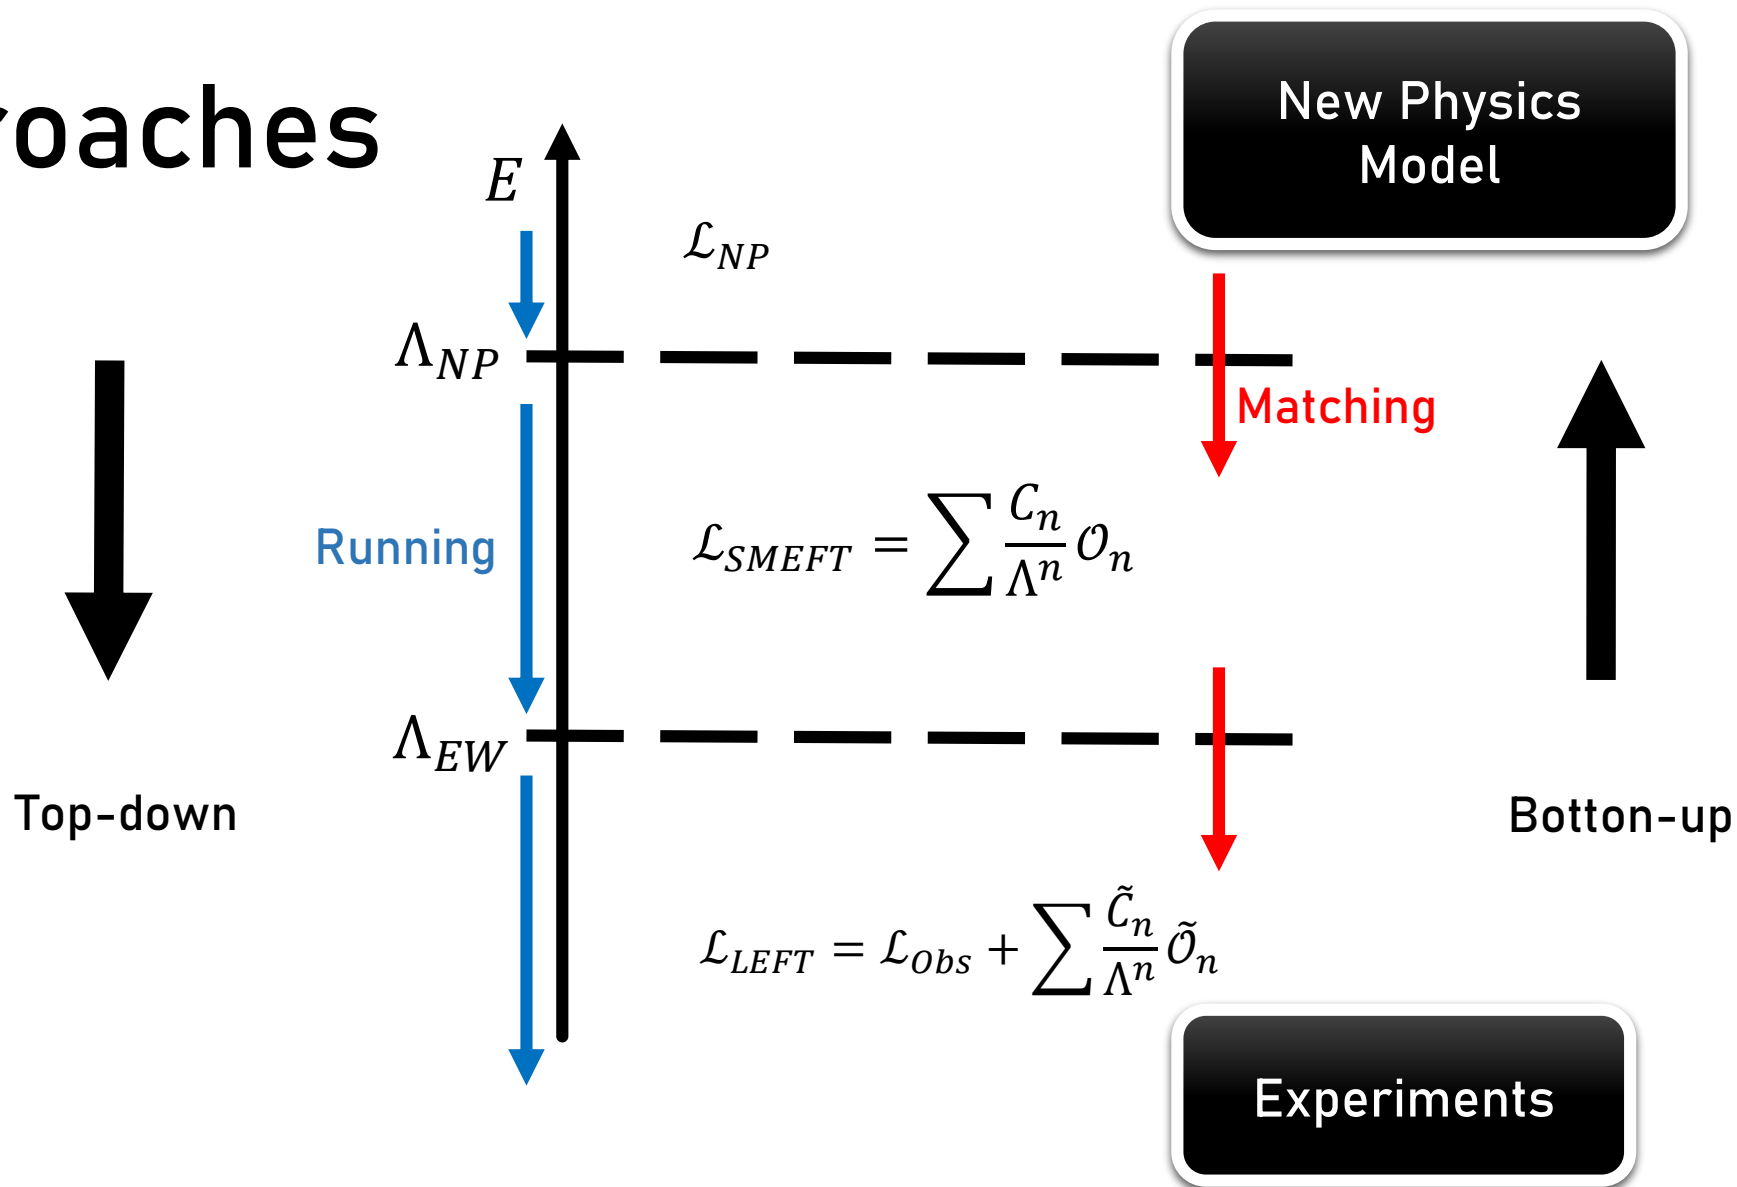 roaches
New Physics
Model
E
ℒ_NP
Λ_NP
Matching
Running
ℒ_SMEFT = ∑ C_n/Λ^n 𝒪_n
Λ_EW
Top-down
Botton-up
ℒ_LEFT = ℒ_Obs + ∑ C̃_n/Λ^n 𝒪̃_n
Experiments